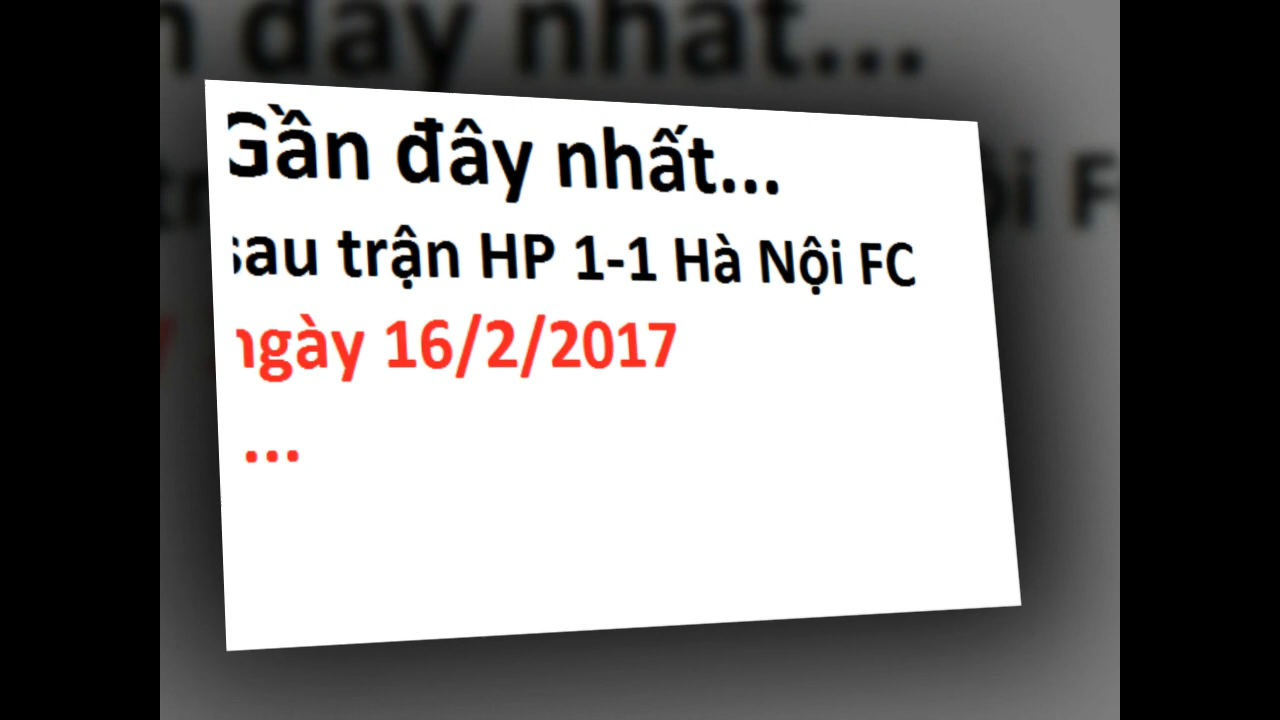 Gần đây nhất...
sau trận HP 1-1 Hà Nội FC
ngày 16/2/2017
...